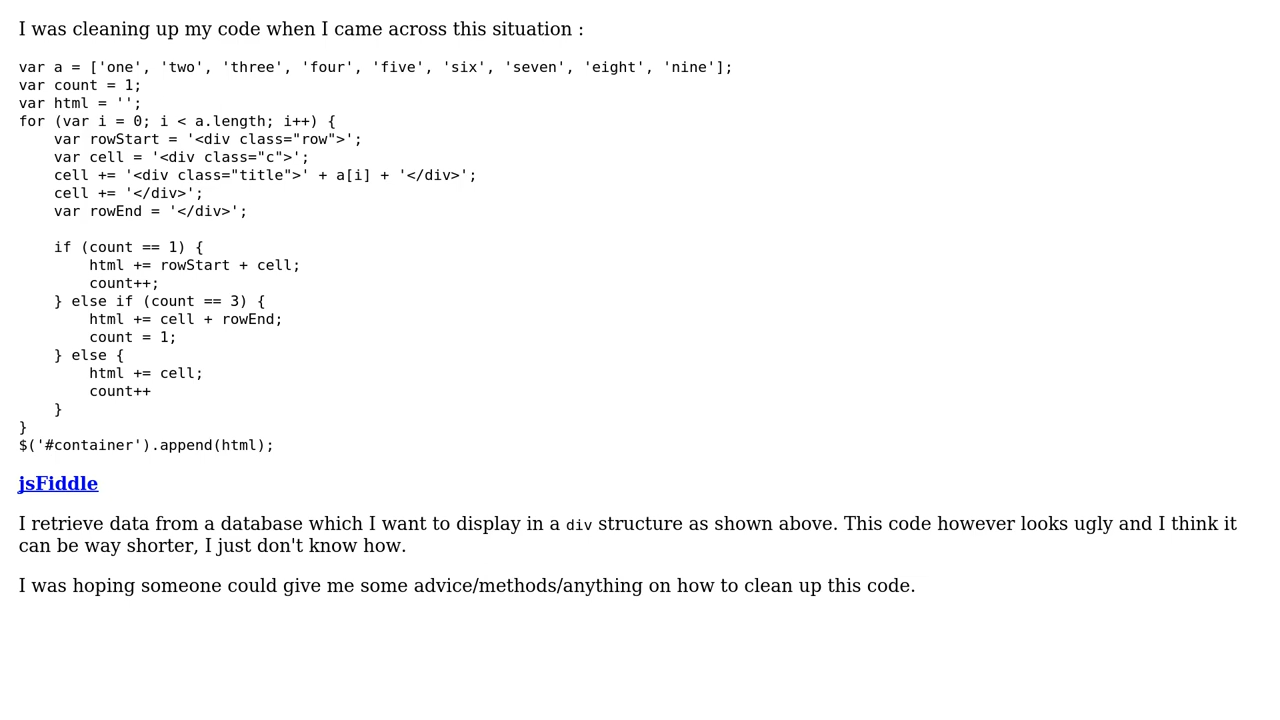 I was cleaning up my code when I came across this situation :
var a = ['one', 'two', 'three', 'four', 'five', 'six', 'seven', 'eight', 'nine'];
var count = 1;
var html = '';
for (var i = 0; i < a.length; i++) {
    var rowStart = '<div class="row">';
    var cell = '<div class="c">';
    cell += '<div class="title">' + a[i] + '</div>';
    cell += '</div>';
    var rowEnd = '</div>';

    if (count == 1) {
        html += rowStart + cell;
        count++;
    } else if (count == 3) {
        html += cell + rowEnd;
        count = 1;
    } else {
        html += cell;
        count++
    }
}
$('#container').append(html);
jsFiddle
I retrieve data from a database which I want to display in a div structure as shown above. This code however looks ugly and I think it
can be way shorter, I just don't know how.
I was hoping someone could give me some advice/methods/anything on how to clean up this code.